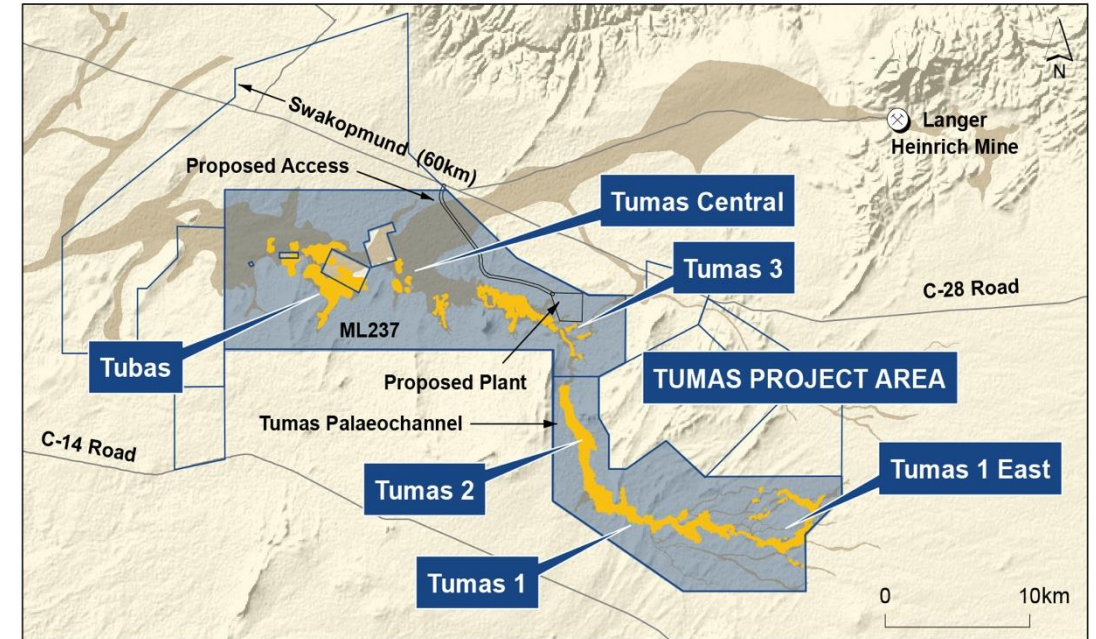 N
Swakopmund (60km)
Langer
Heinrich Mine
Proposed Access
Tumas Central
Tumas 3
C-28 Road
ML237
Tubas
Proposed Plant
TUMAS PROJECT AREA
Tumas Palaeochannel
C-14 Road
Tumas 2
Tumas 1 East
Tumas 1
0 10km